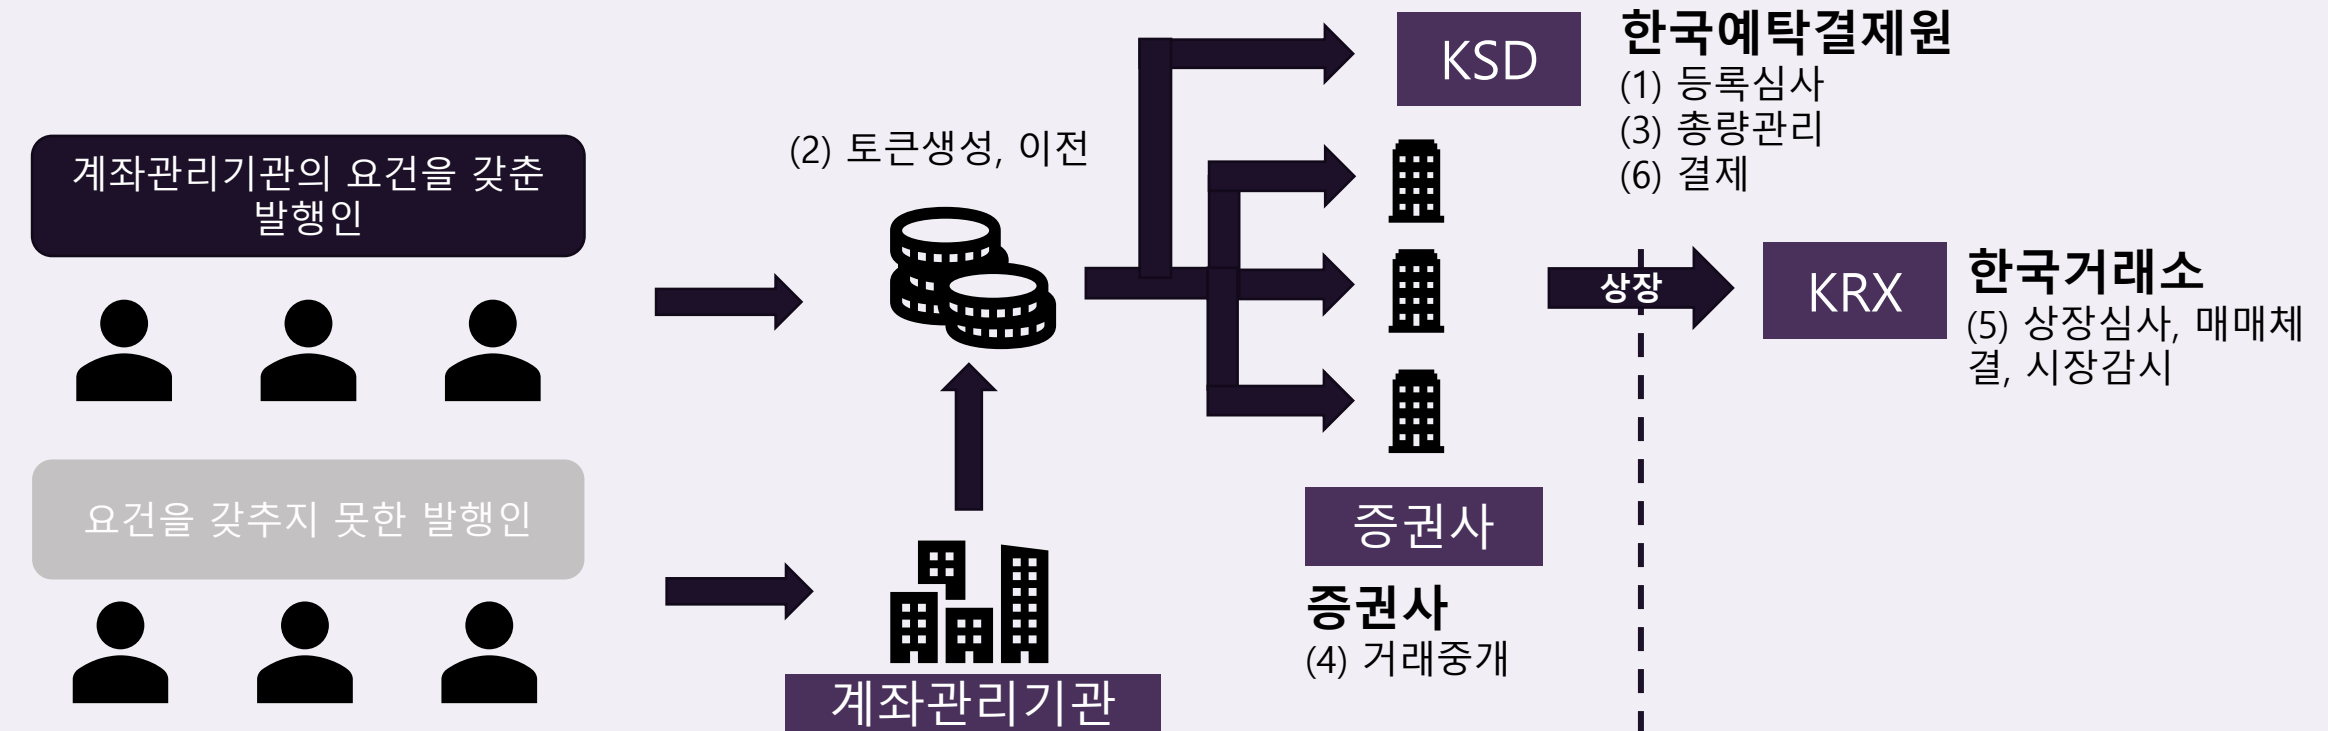 계좌관리기관의 요건을 갖춘
발행인
요건을 갖추지 못한 발행인
(2) 토큰생성, 이전
계좌관리기관
KSD
한국예탁결제원
(1) 등록심사
(3) 총량관리
(6) 결제
증권사
증권사
(4) 거래중개
상장
KRX
한국거래소
(5) 상장심사, 매매체
결, 시장감시